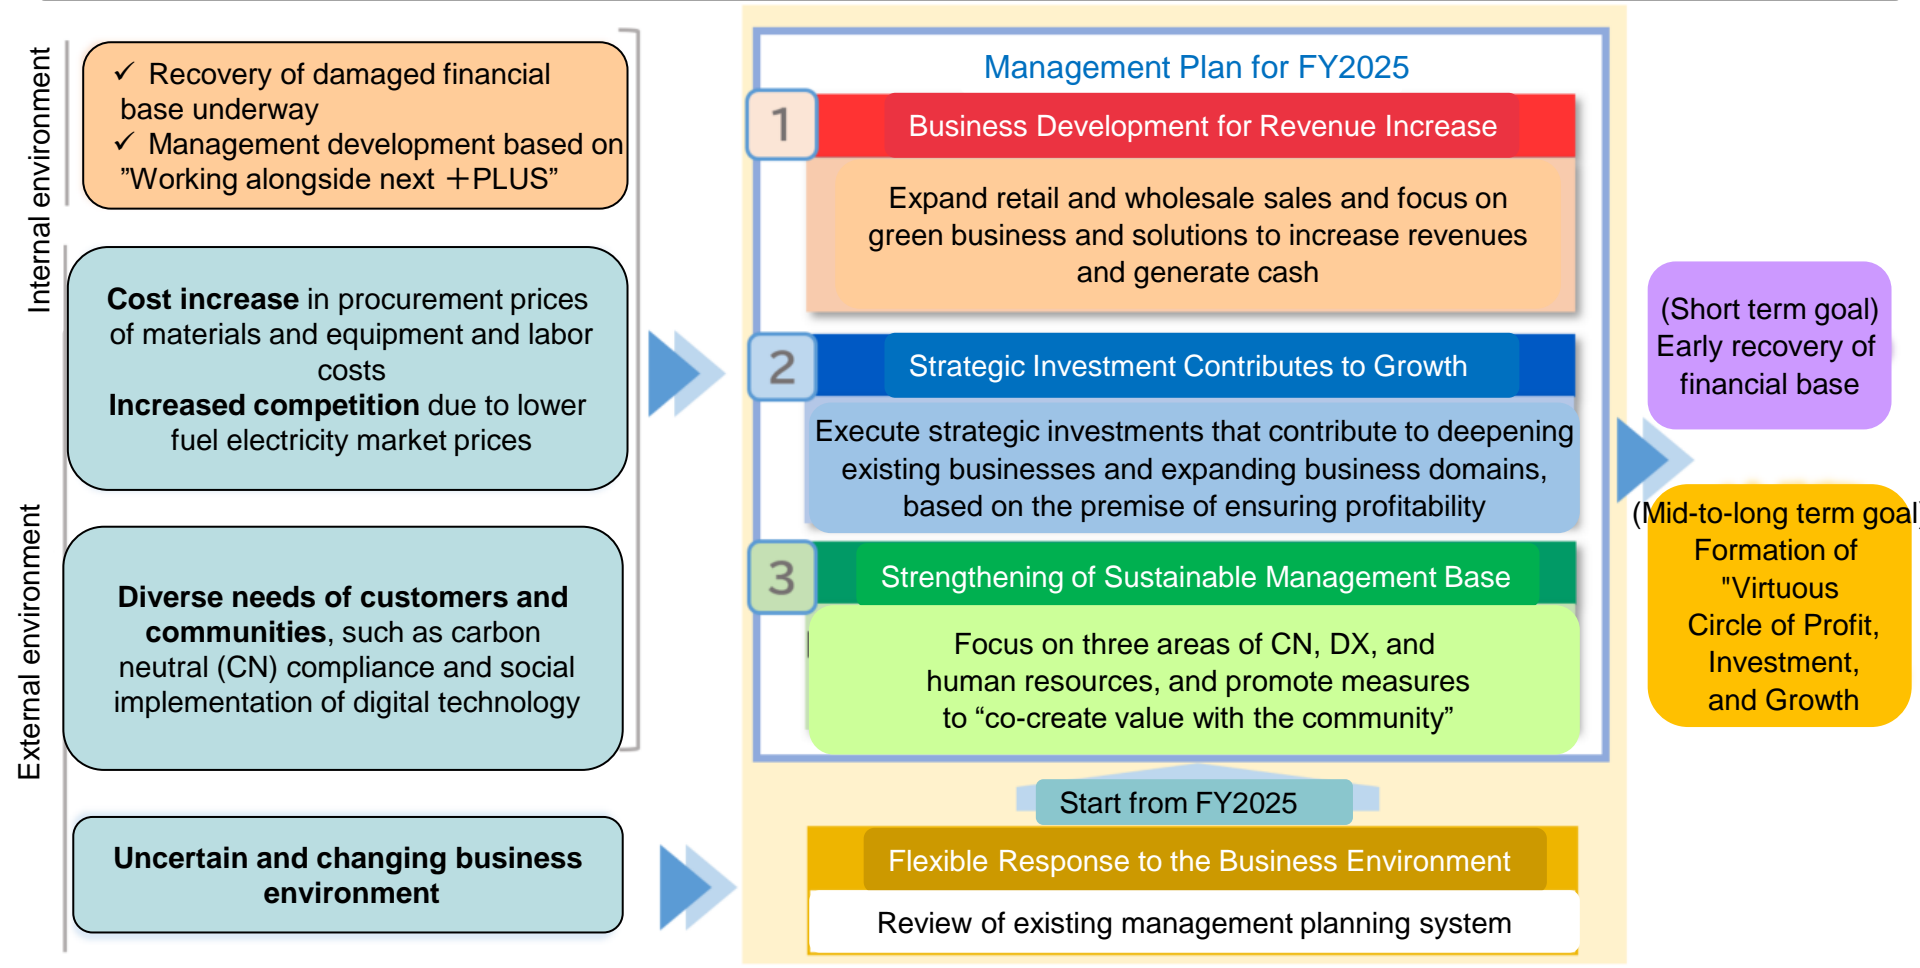 Internal environment
✓ Recovery of damaged financial
base underway
✓ Management development based on
”Working alongside next ＋PLUS”
External environment
Cost increase in procurement prices
of materials and equipment and labor
costs
Increased competition due to lower
fuel electricity market prices
Diverse needs of customers and
communities, such as carbon
neutral (CN) compliance and social
implementation of digital technology
Uncertain and changing business
environment
Management Plan for FY2025
1
Business Development for Revenue Increase
Expand retail and wholesale sales and focus on
green business and solutions to increase revenues
and generate cash
2
Strategic Investment Contributes to Growth
Execute strategic investments that contribute to deepening
existing businesses and expanding business domains,
based on the premise of ensuring profitability
3
Strengthening of Sustainable Management Base
Focus on three areas of CN, DX, and
human resources, and promote measures
to “co-create value with the community”
Start from FY2025
Flexible Response to the Business Environment
Review of existing management planning system
(Short term goal)
Early recovery of
financial base
(Mid-to-long term goal)
Formation of
"Virtuous
Circle of Profit,
Investment,
and Growth